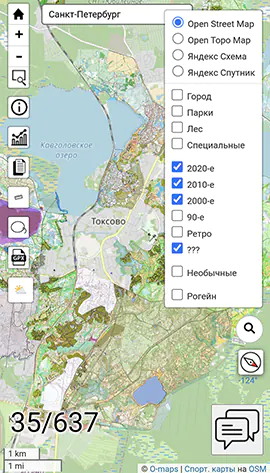 Санкт-Петербург
+
-
Open Street Map
Open Topo Map
Яндекс Схема
Яндекс Спутник
Город
Парки
Лес
Специальные
2020-е
2010-е
2000-е
90-е
Ретро
???
Необычные
Рогейн
Кавголовское
озеро
Токсово
GPX
-124°
35/637
1 km
1 mi
© O-maps | Спорт. карты на OSM